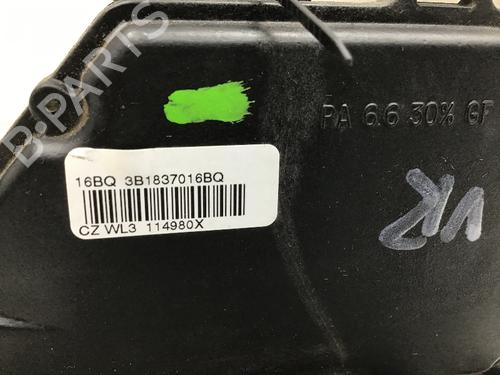 B-PARTS
PA 6.6 30% GF
16BQ 3B1837016BQ
CZ WL3 114980X
VR